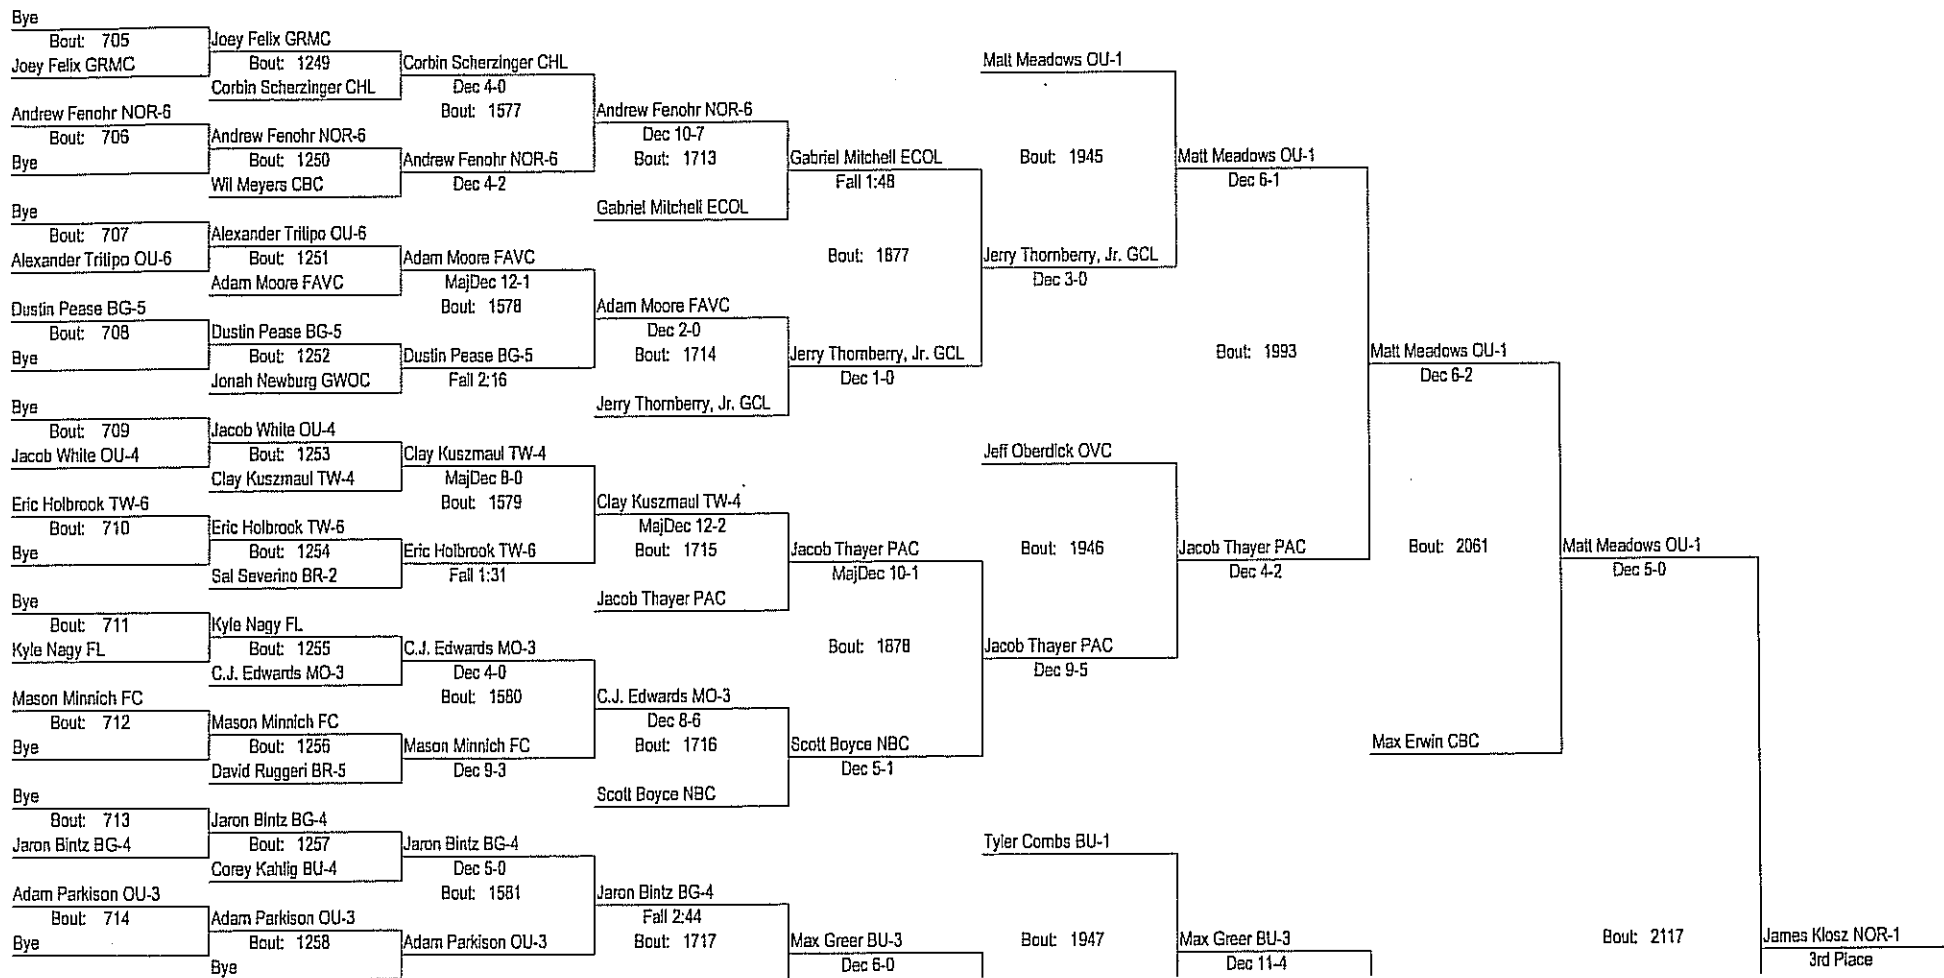 Bye
Bout: 705
Joey Felix GRMC
Andrew Fenohr NOR-6
Bout: 706
Bye
Bye
Bout: 707
Alexander Trilipo OU-6
Dustin Pease BG-5
Bout: 708
Bye
Bye
Bout: 709
Jacob White OU-4
Eric Holbrook TW-6
Bout: 710
Bye
Bye
Bout: 711
Kyle Nagy FL
Mason Minnich FC
Bout: 712
Bye
Bye
Bout: 713
Jaron Bintz BG-4
Adam Parkison OU-3
Bout: 714
Bye
Joey Felix GRMC
Bout: 1249
Corbin Scherzinger CHL
Andrew Fenohr NOR-6
Bout: 1250
Wil Meyers CBC
Alexander Trilipo OU-6
Bout: 1251
Adam Moore FAVC
Dustin Pease BG-5
Bout: 1252
Jonah Newburg GWOC
Jacob White OU-4
Bout: 1253
Clay Kuszmaul TW-4
Eric Holbrook TW-6
Bout: 1254
Sal Severino BR-2
Kyle Nagy FL
Bout: 1255
C.J. Edwards MO-3
Mason Minnich FC
Bout: 1256
David Ruggeri BR-5
Jaron Bintz BG-4
Bout: 1257
Corey Kahlig BU-4
Adam Parkison OU-3
Bout: 1258
Bye
Corbin Scherzinger CHL
Dec 4-0
Bout: 1577
Andrew Fenohr NOR-6
Dec 4-2
Adam Moore FAVC
MajDec 12-1
Bout: 1578
Dustin Pease BG-5
Fall 2:16
Clay Kuszmaul TW-4
MajDec 8-0
Bout: 1579
Eric Holbrook TW-6
Fall 1:31
C.J. Edwards MO-3
Dec 4-0
Bout: 1580
Mason Minnich FC
Dec 9-3
Jaron Bintz BG-4
Dec 5-0
Bout: 1581
Adam Parkison OU-3
Andrew Fenohr NOR-6
Dec 10-7
Bout: 1713
Gabriel Mitchell ECOL
Adam Moore FAVC
Dec 2-0
Bout: 1714
Jerry Thornberry, Jr. GCL
Clay Kuszmaul TW-4
MajDec 12-2
Bout: 1715
Jacob Thayer PAC
C.J. Edwards MO-3
Dec 8-6
Bout: 1716
Scott Boyce NBC
Jaron Bintz BG-4
Fall 2:44
Bout: 1717
Gabriel Mitchell ECOL
Fall 1:48
Bout: 1877
Jerry Thornberry, Jr. GCL
Dec 1-0
Jacob Thayer PAC
MajDec 10-1
Bout: 1878
Scott Boyce NBC
Dec 5-1
Max Greer BU-3
Dec 6-0
Matt Meadows OU-1
Bout: 1945
Jerry Thornberry, Jr. GCL
Dec 3-0
Jeff Oberdick OVC
Bout: 1946
Jacob Thayer PAC
Dec 9-5
Tyler Combs BU-1
Bout: 1947
Matt Meadows OU-1
Dec 6-1
Bout: 1993
Jacob Thayer PAC
Dec 4-2
Max Greer BU-3
Dec 11-4
Matt Meadows OU-1
Dec 6-2
Bout: 2061
Max Erwin CBC
Matt Meadows OU-1
Dec 5-0
Bout: 2117
James Klosz NOR-1
3rd Place